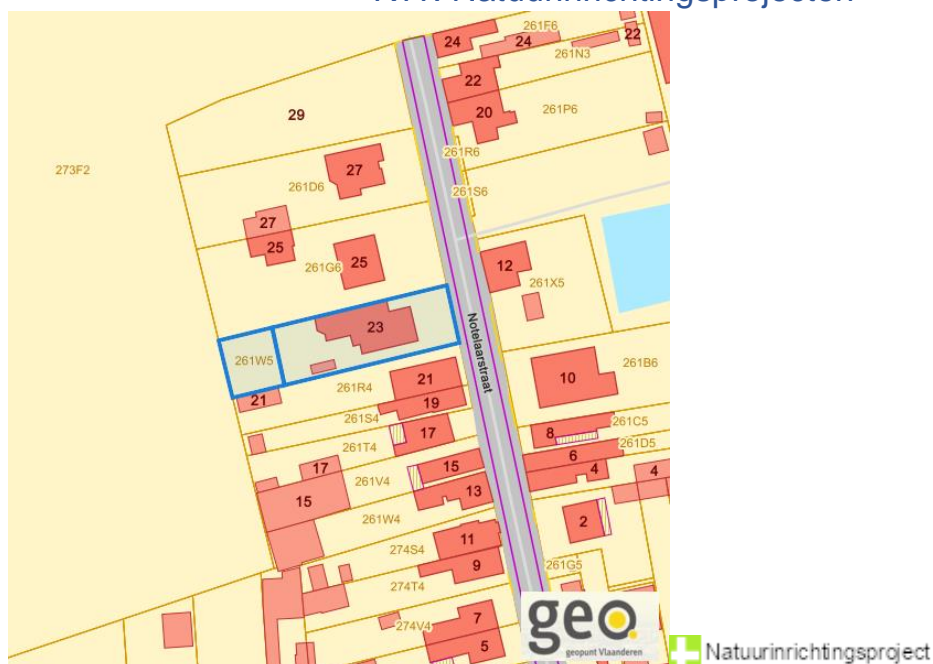 NWN Natuurinrichtingsprojecten
24
261F6
24
22
261N3
22
29
20
261P6
273F2
27
261D6
261R6
261S6
27
25
261G6
25
12
261X5
23
Notelaarstraat
261W5
261R4
21
10
261B6
21
19
261S4
261C5
17
8
261D5
261T4
6
17
15
4
4
261V4
15
13
261W4
2
11
274S4
9
261G5
274T4
7
274V4
5
geo
geopunt Vlaanderen
Natuurinrichtingsproject